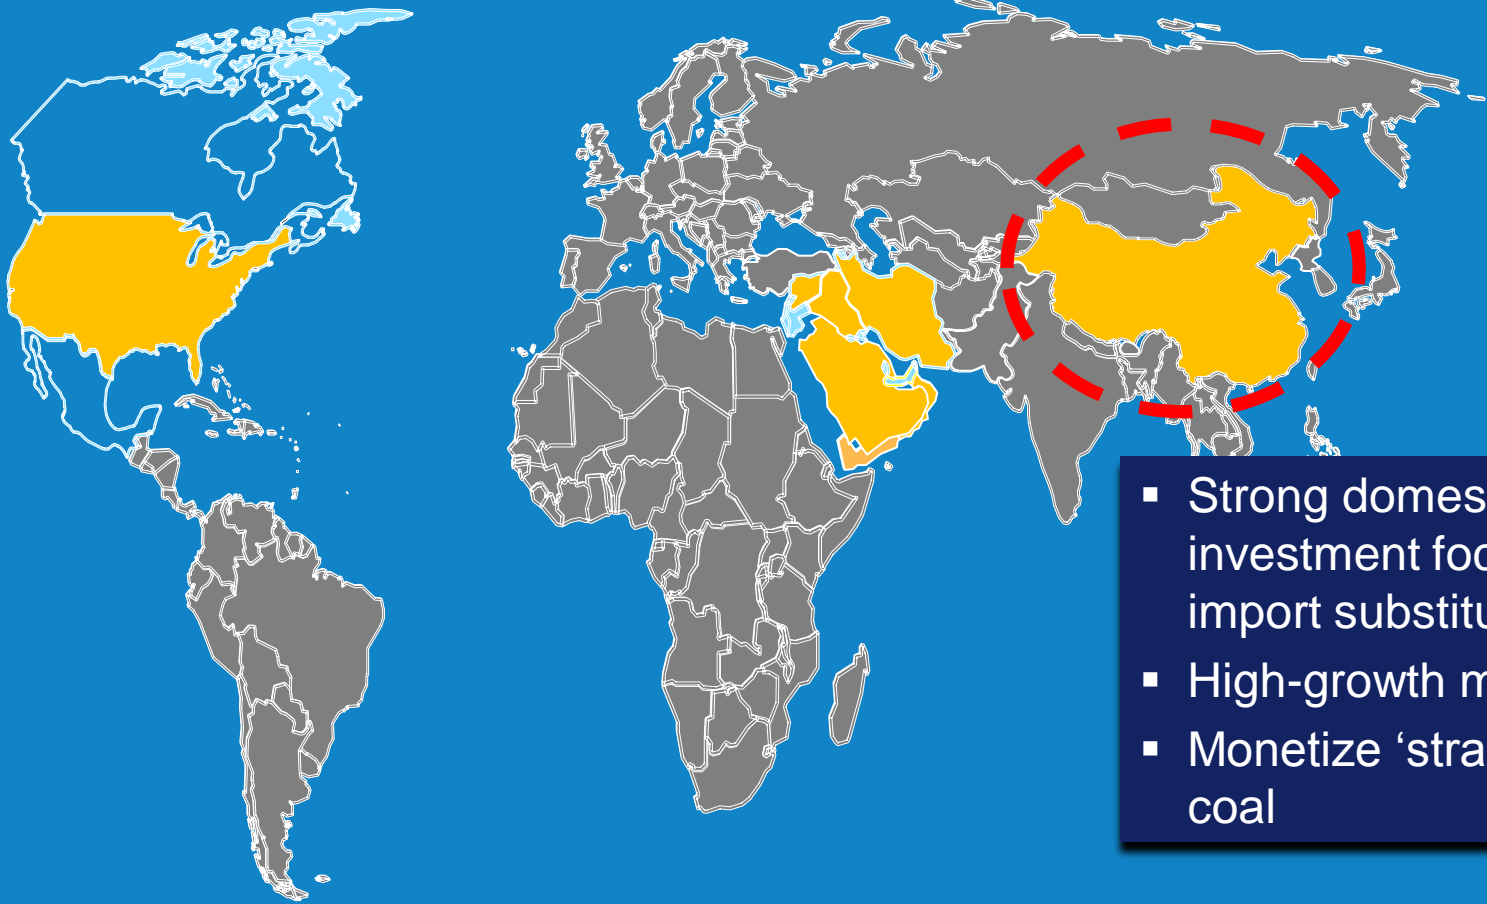 ▪ Strong domes
investment foc
import substitu
▪ High-growth m
▪ Monetize ‘stra
coal